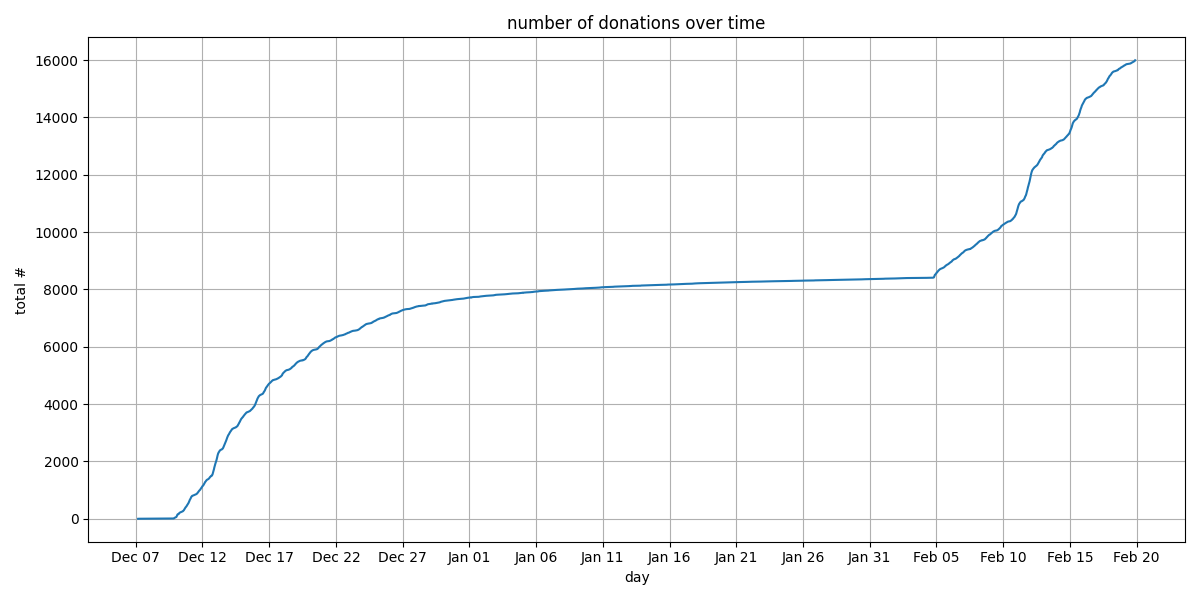 number of donations over time
total #
16000
14000
12000
10000
8000
6000
4000
2000
0
Dec 07 Dec 12 Dec 17 Dec 22 Dec 27 Jan 01 Jan 06 Jan 11 Jan 16 Jan 21 Jan 26 Jan 31 Feb 05 Feb 10 Feb 15 Feb 20
day